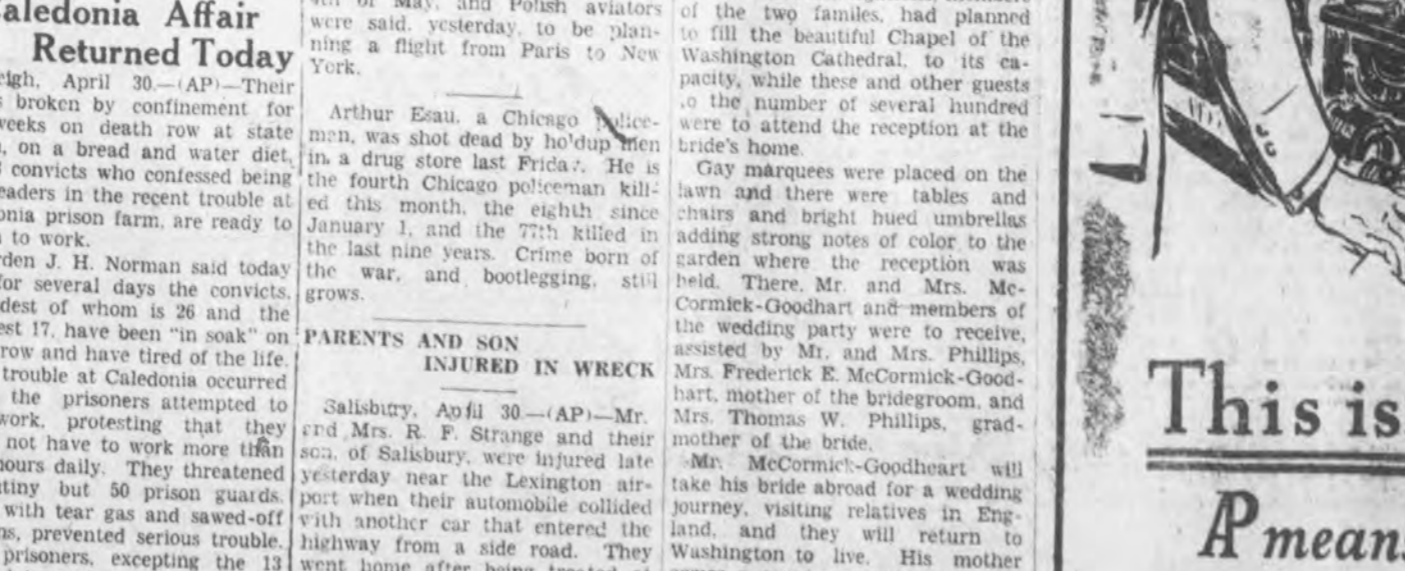 aledonia Affair
Returned Today
eigh, April 30.—(AP)—Their
s broken by confinement for
weeks on death row at state
, on a bread and water diet,
convicts who confessed being
eaders in the recent trouble at
onia prison farm, are ready to
to work.
rden J. H. Norman said today
for several days the convicts,
dest of whom is 26 and the
est 17, have been "in soak" on
row and have tired of the life.
trouble at Caledonia occurred
the prisoners attempted to
work, protesting that they
not have to work more than
hours daily. They threatened
tiny but 50 prison guards,
with tear gas and sawed-off
ns, prevented serious trouble.
prisoners, excepting the 13
of May, and Polish aviators
were said, yesterday, to be plan-
ning a flight from Paris to New
York.
Arthur Esau, a Chicago police-
man, was shot dead by ho'dup men
in a drug store last Friday. He is
the fourth Chicago policeman kill-
ed this month, the eighth since
January 1, and the 77th killed in
the last nine years. Crime born of
the war, and bootlegging, still
grows.
PARENTS AND SON
INJURED IN WRECK
Salisbury, April 30.—(AP)—Mr.
and Mrs. R. F. Strange and their
son, of Salisbury, were injured late
yesterday near the Lexington air-
port when their automobile collided
with another car that entered the
highway from a side road. They
went home after being treated
of the two familes, had planned
to fill the beautiful Chapel of the
Washington Cathedral, to its ca-
pacity, while these and other guests
to the number of several hundred
were to attend the reception at the
bride's home.
Gay marquees were placed on the
lawn and there were tables and
chairs and bright hued umbrellas
adding strong notes of color to the
garden where the reception was
held. There, Mr. and Mrs. Mc-
Cormick-Goodhart and members of
the wedding party were to receive,
assisted by Mr. and Mrs. Phillips,
Mrs. Frederick E. McCormick-Good-
hart, mother of the bridegroom, and
Mrs. Thomas W. Phillips, grad-
mother of the bride.
Mr. McCormick-Goodheart will
take his bride abroad for a wedding
journey, visiting relatives in Eng-
land, and they will return to
Washington to live. His mother
This is
AP means